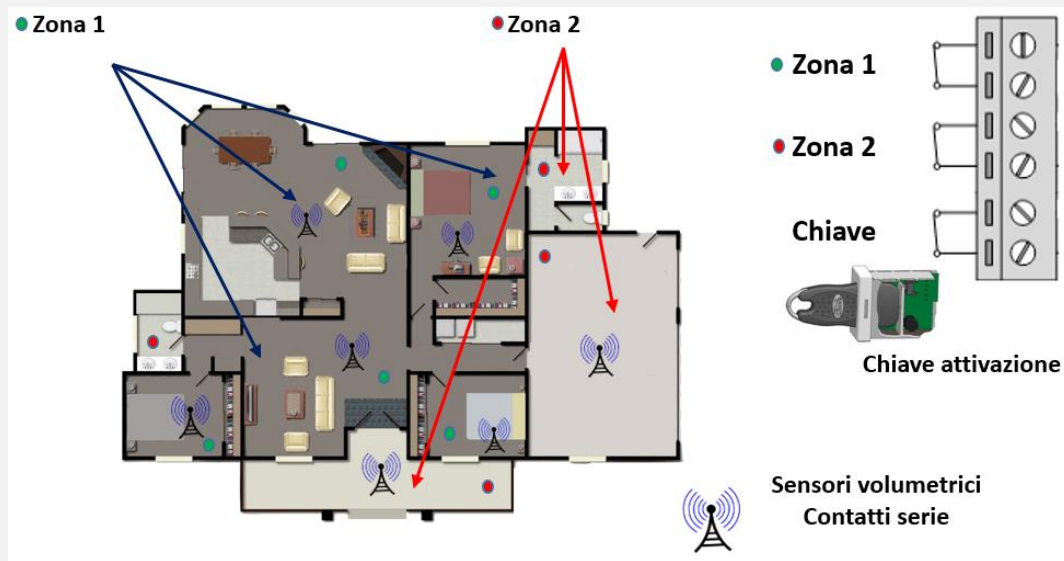 Zona 1
Zona 2
Zona 1
Zona 2
Chiave
Chiave attivazione
Sensori volumetrici
Contatti serie